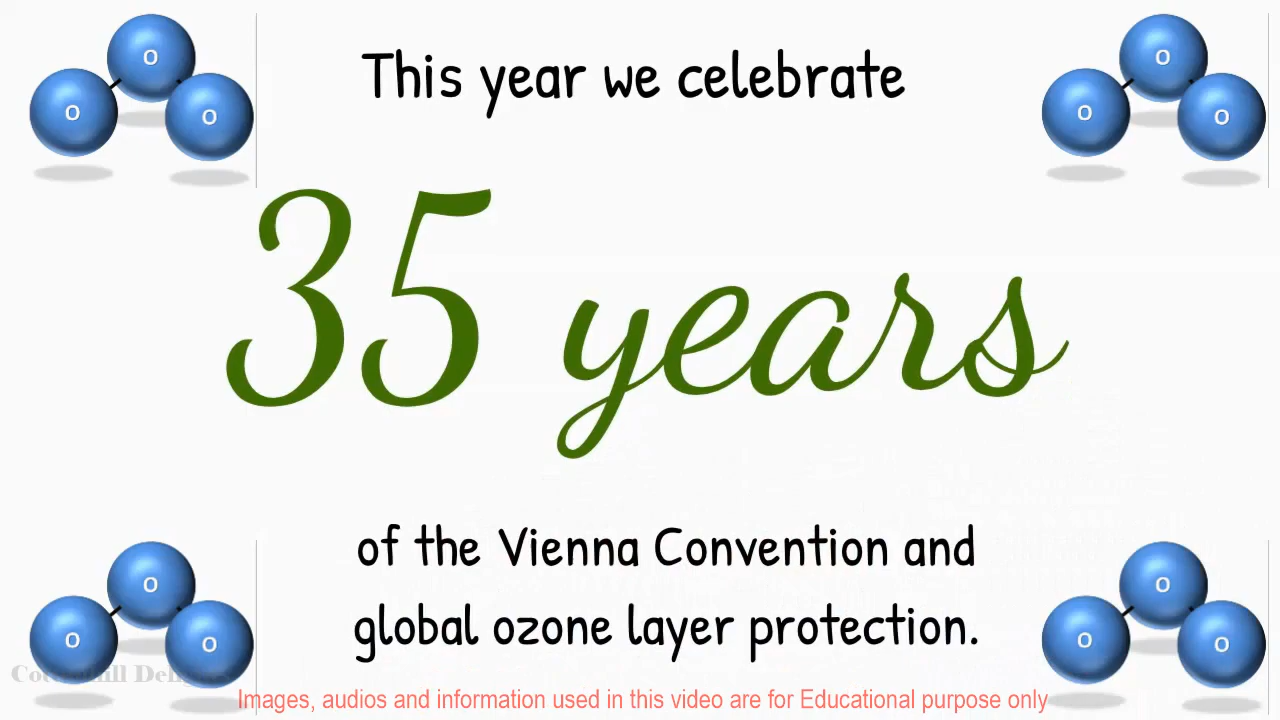 This year we celebrate
35 years
of the Vienna Convention and
global ozone layer protection.
Images, audios and information used in this video are for Educational purpose only
O
O
O
O
O
O
O
O
O
O
O
O